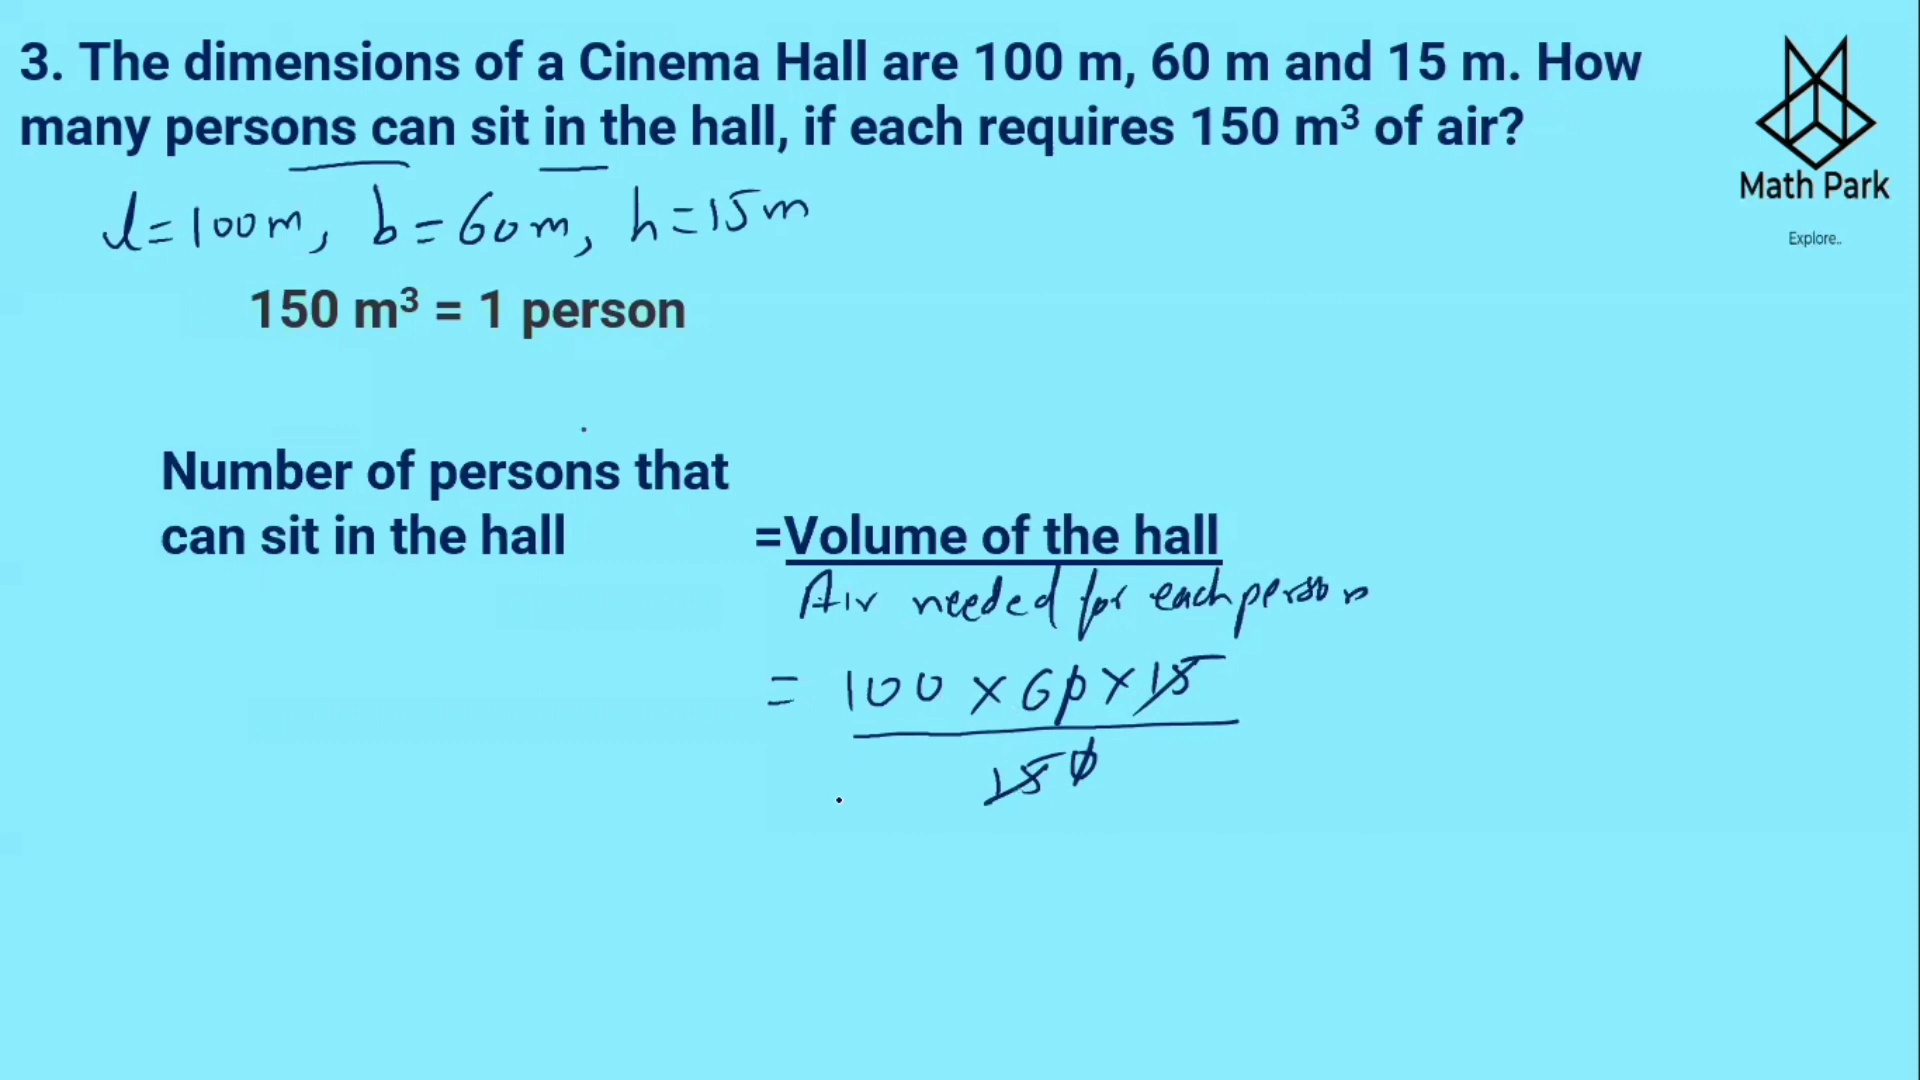 3. The dimensions of a Cinema Hall are 100 m, 60 m and 15 m. How
many persons can sit in the hall, if each requires 150 m³ of air?
Math Park
Explore..
l=100m, b=60m, h=15m
150 m³ = 1 person
Number of persons that
can sit in the hall =Volume of the hall
Air needed for each person
= 100 × 60 × 15
150